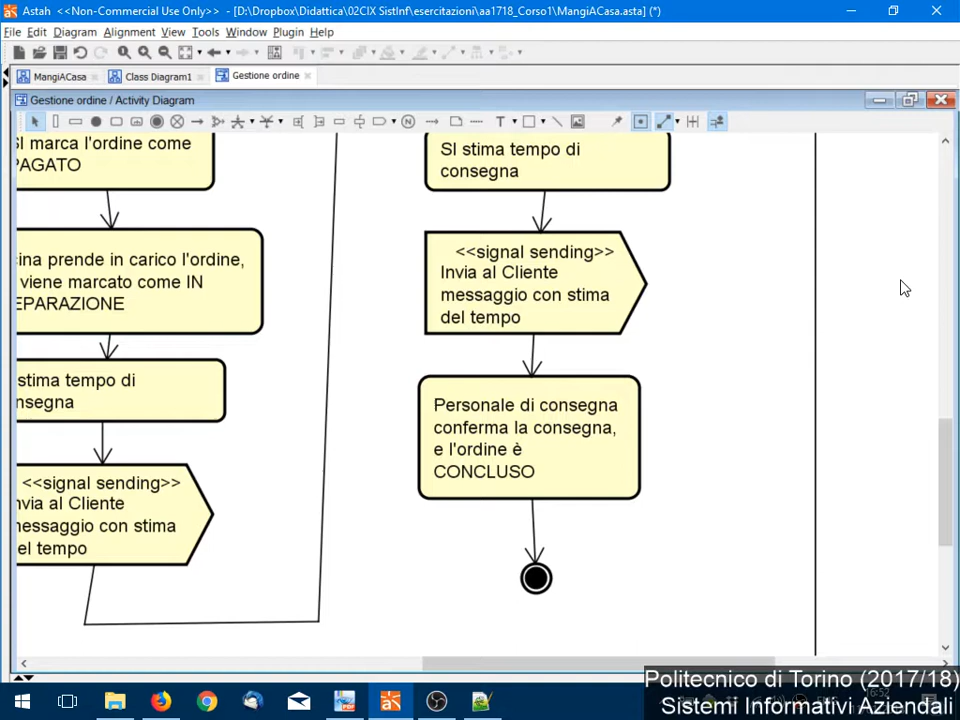 Astah <<Non-Commercial Use Only>> - [D:\Dropbox\Didattica\02CIX SistInf\esercitazioni\aa1718_Corso1\MangiACasa.asta] (*)
File Edit Diagram Alignment View Tools Window Plugin Help
MangiACasa Class Diagram1 Gestione ordine
Gestione ordine / Activity Diagram
SI marca l'ordine come
PAGATO
cina prende in carico l'ordine,
viene marcato come IN
EPARAZIONE
stima tempo di
nsegna
<<signal sending>>
nvia al Cliente
messaggio con stima
el tempo
SI stima tempo di
consegna
<<signal sending>>
Invia al Cliente
messaggio con stima
del tempo
Personale di consegna
conferma la consegna,
e l'ordine è
CONCLUSO
Politecnico di Torino (2017/18)
Sistemi Informativi Aziendali